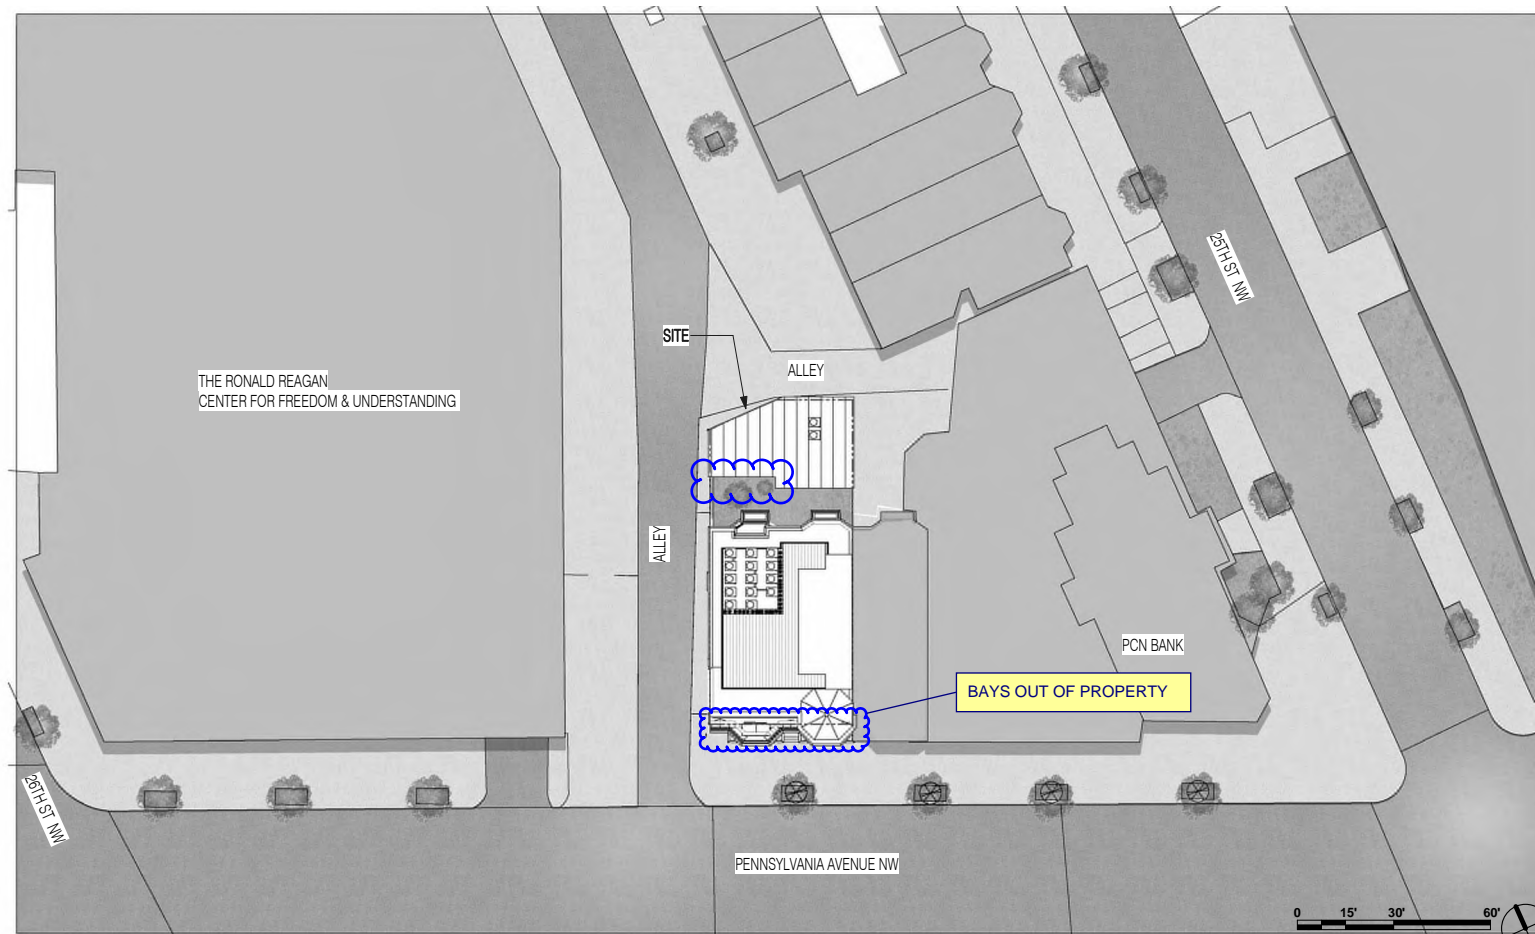 25TH ST NW
SITE
ALLEY
THE RONALD REAGAN
CENTER FOR FREEDOM & UNDERSTANDING
ALLEY
PCN BANK
BAYS OUT OF PROPERTY
26TH ST NW
PENNSYLVANIA AVENUE NW
0 15' 30' 60'